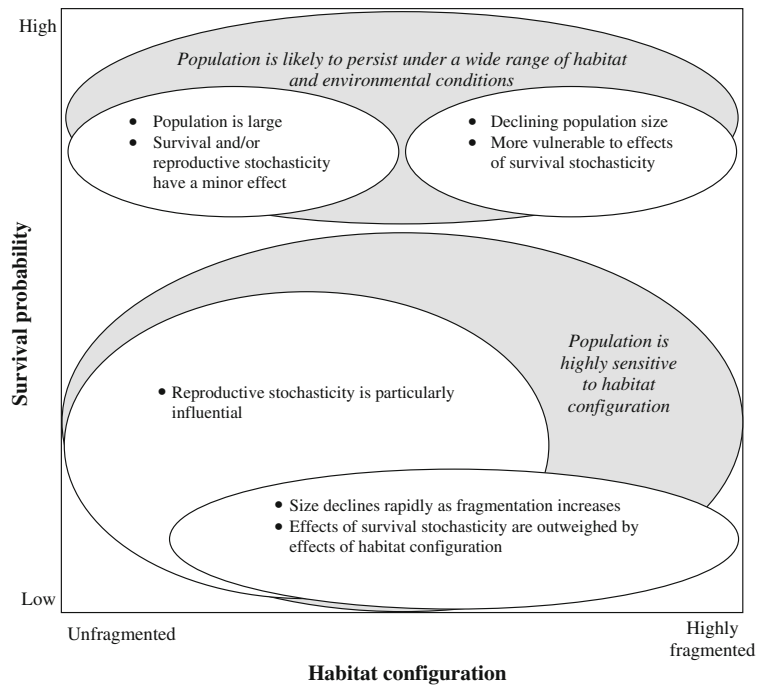 High
Population is likely to persist under a wide range of habitat
and environmental conditions
• Population is large
• Survival and/or
reproductive stochasticity
have a minor effect
• Declining population size
• More vulnerable to effects
of survival stochasticity
Survival probability
Population is
highly sensitive
to habitat
configuration
• Reproductive stochasticity is particularly
influential
• Size declines rapidly as fragmentation increases
• Effects of survival stochasticity are outweighed by
effects of habitat configuration
Low
Unfragmented
Highly
fragmented
Habitat configuration